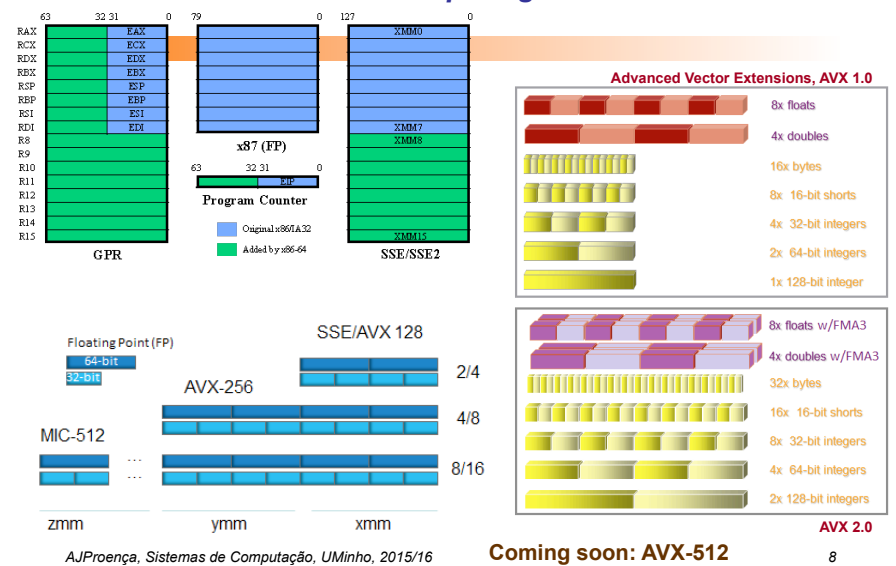 63 32 31 0
79 0
127 0
RAX EAX
RCX ECX
RDX EDX
RBX EBX
RSP ESP
RBP EBP
RSI ESI
RDI EDI
R8
R9
R10
R11
R12
R13
R14
R15
GPR
x87 (FP)
63 32 31 0
EIP
Program Counter
Original x86/IA32
Added by x86-64
XMM0
XMM7
XMM8
XMM15
SSE/SSE2
Advanced Vector Extensions, AVX 1.0
8x floats
4x doubles
16x bytes
8x 16-bit shorts
4x 32-bit integers
2x 64-bit integers
1x 128-bit integer
Floating Point (FP)
64-bit
32-bit
SSE/AVX 128
2/4
AVX-256
4/8
MIC-512
... 
8/16
...
zmm ymm xmm
8x floats w/FMA3
4x doubles w/FMA3
32x bytes
16x 16-bit shorts
8x 32-bit integers
4x 64-bit integers
2x 128-bit integers
AVX 2.0
AJProença, Sistemas de Computação, UMinho, 2015/16
Coming soon: AVX-512
8